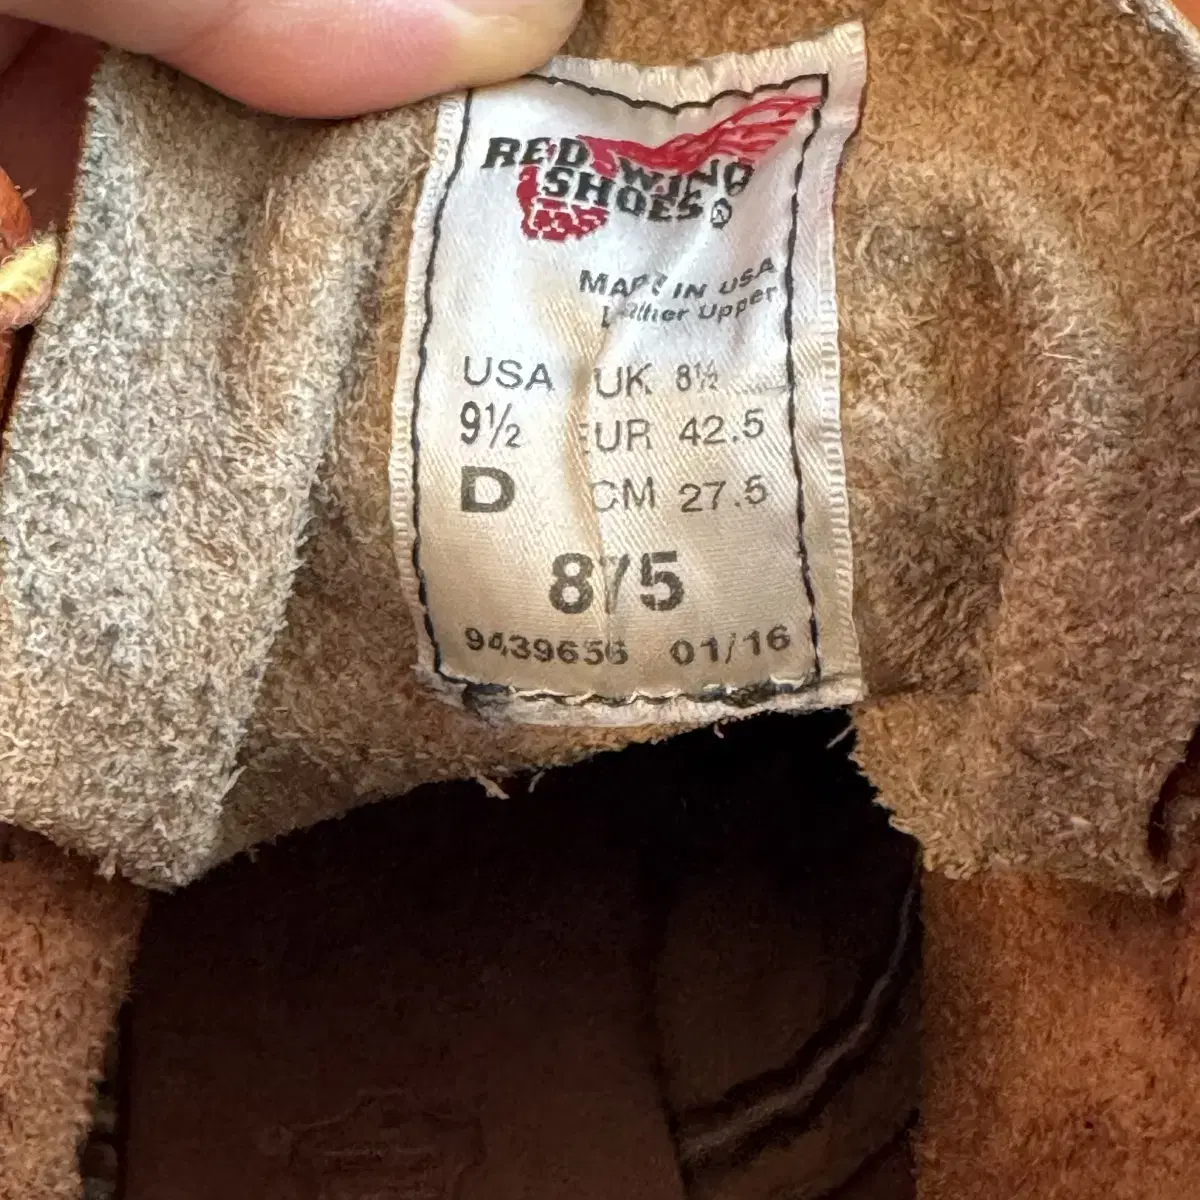 RED WING
SHOES®
MADE IN USA
Leather Upper
USA UK 8½
9½ EUR 42.5
D CM 27.5
875
9439656 01/16